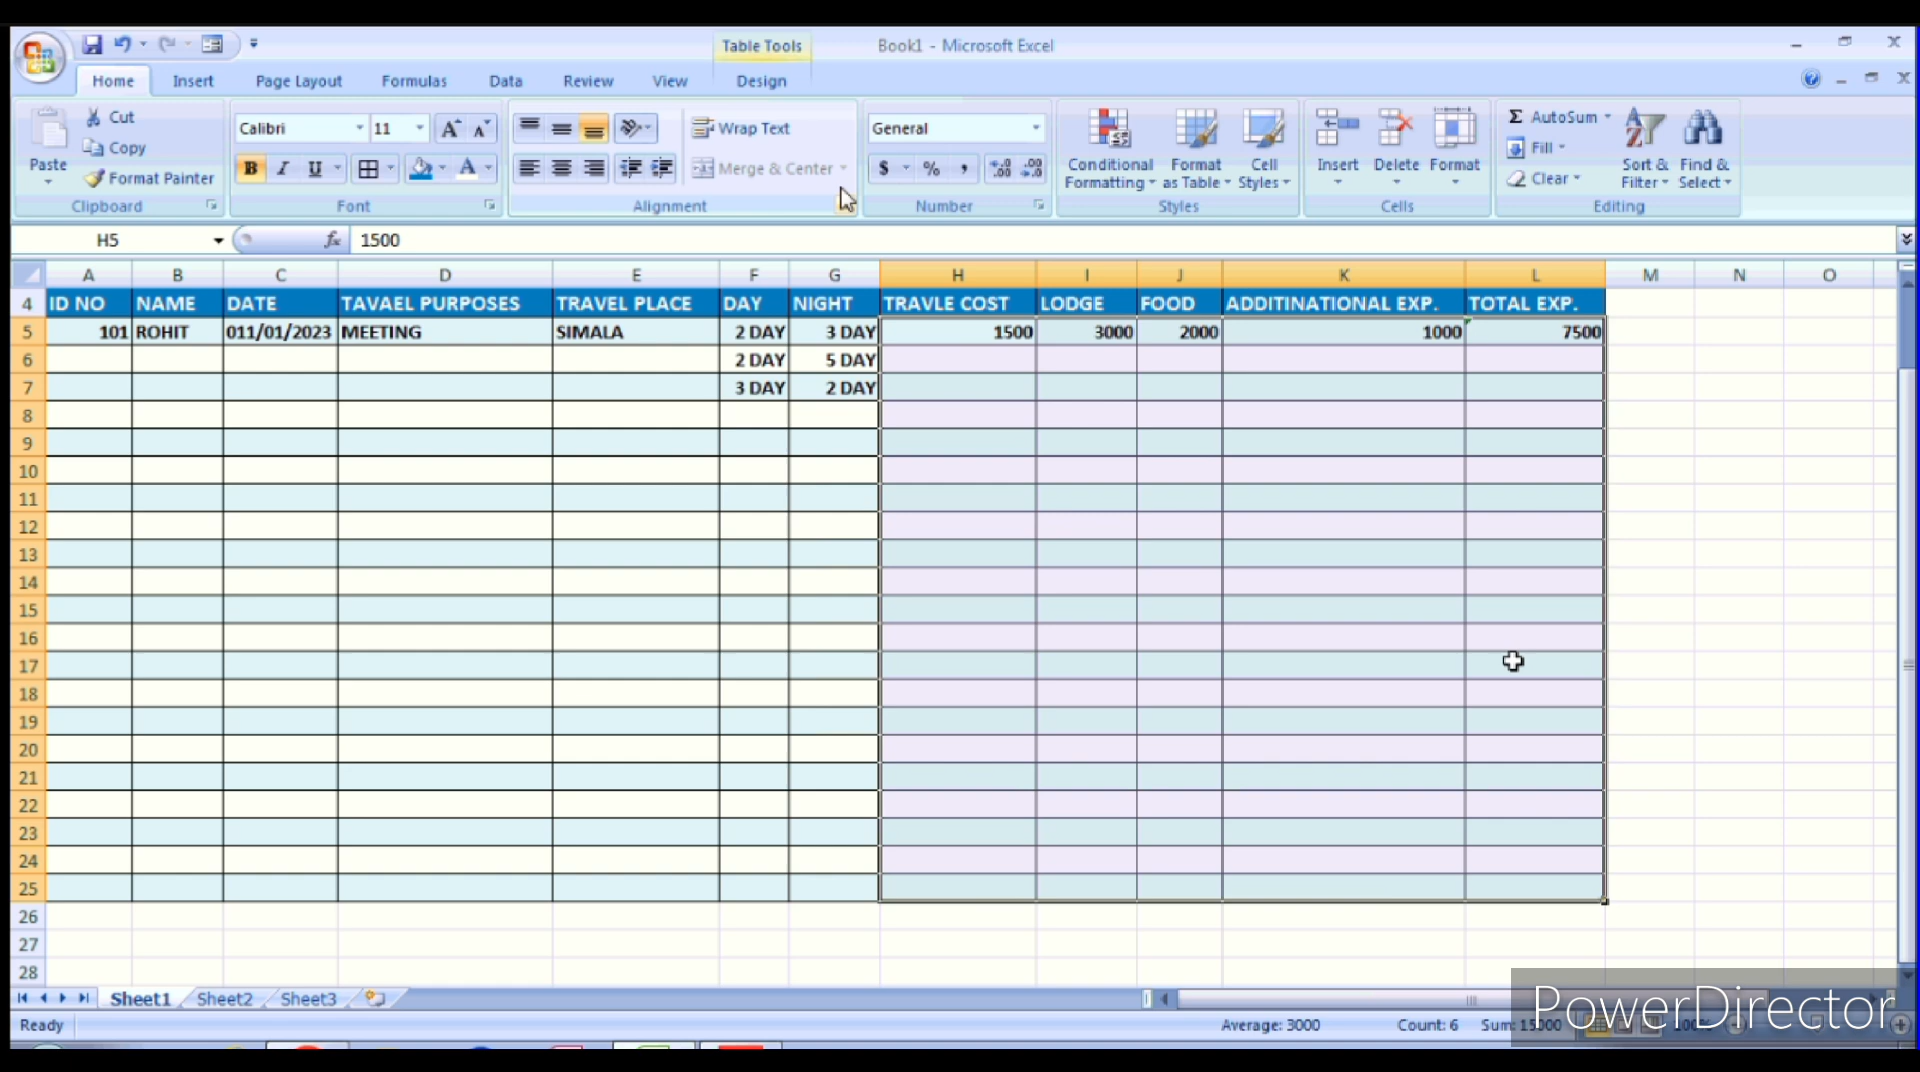 Table Tools
Book1 - Microsoft Excel
Home Insert Page Layout Formulas Data Review View Design
Paste
Cut
Copy
Format Painter
Clipboard
Calibri 11
B I U
Font
Wrap Text
Merge & Center
Alignment
General
$ % ,
Number
Conditional Formatting
Format as Table
Cell Styles
Styles
Insert Delete Format
Cells
Σ AutoSum
Fill
Clear
Sort & Filter
Find & Select
Editing
H5 fx 1500
A B C D E F G H I J K L M N O
4 ID NO NAME DATE TAVAEL PURPOSES TRAVEL PLACE DAY NIGHT TRAVLE COST LODGE FOOD ADDITINATIONAL EXP. TOTAL EXP.
5 101 ROHIT 011/01/2023 MEETING SIMALA 2 DAY 3 DAY 1500 3000 2000 1000 7500
6 2 DAY 5 DAY
7 3 DAY 2 DAY
8
9
10
11
12
13
14
15
16
17
18
19
20
21
22
23
24
25
26
27
28
Sheet1 Sheet2 Sheet3
Ready Average: 3000 Count: 6 Sum: 15000
PowerDirector